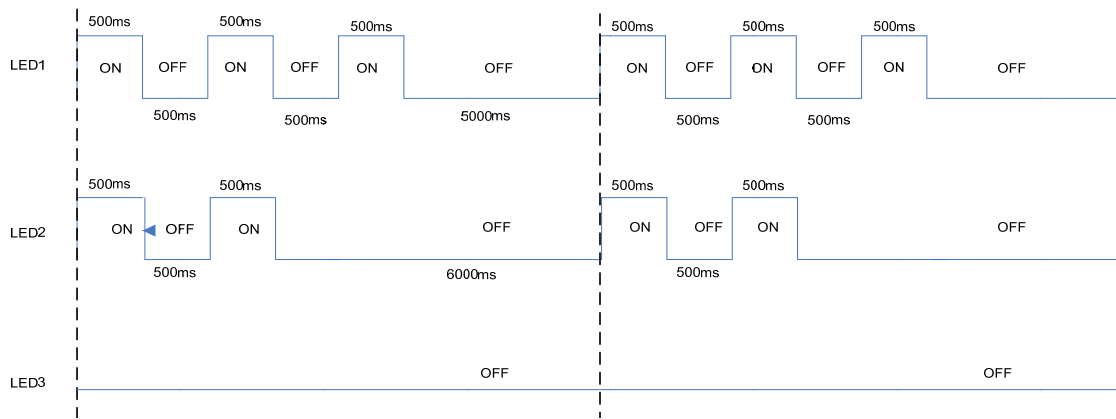 500ms 500ms 500ms 500ms 500ms 500ms
LED1 ON OFF ON OFF ON OFF ON OFF ON OFF ON OFF
500ms 500ms 5000ms 500ms 500ms
500ms 500ms 500ms 500ms
LED2 ON OFF ON OFF ON OFF ON OFF
500ms 6000ms 500ms
LED3 OFF OFF